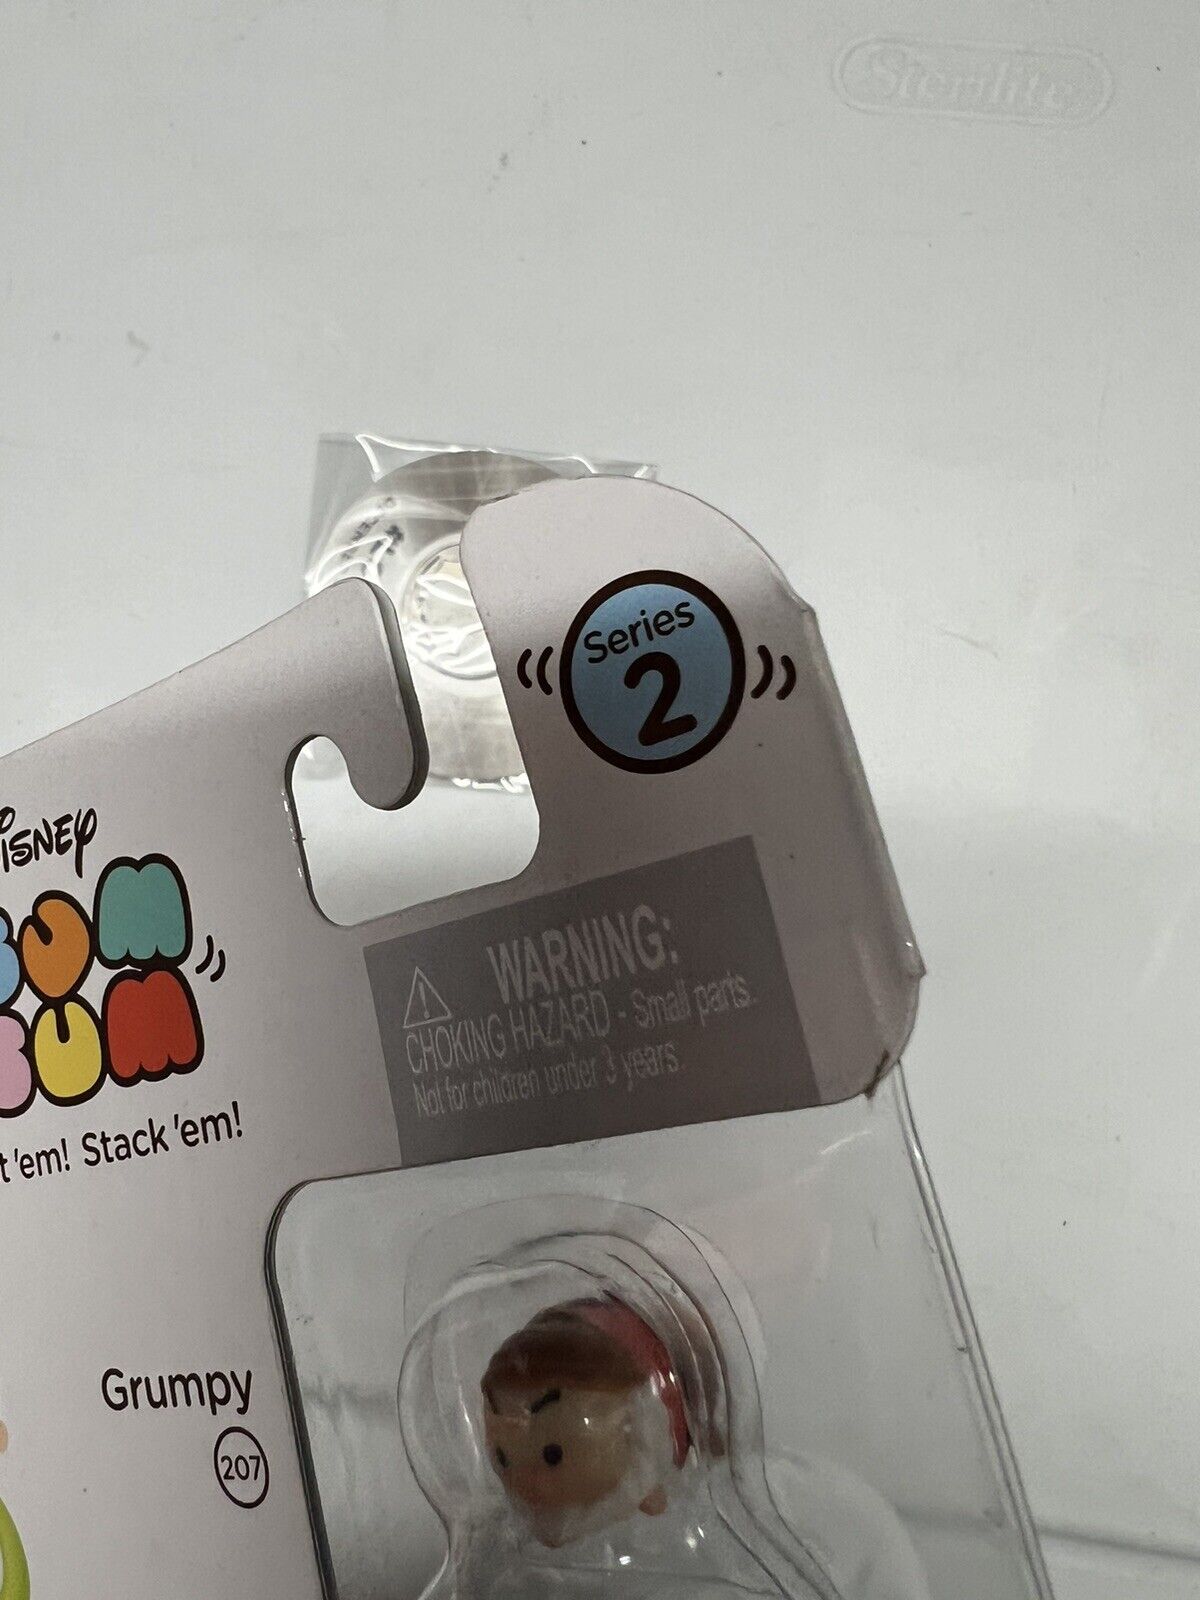 Sterilite
Series
2
DISNEY
UM
UM
t 'em! Stack 'em!
WARNING:
CHOKING HAZARD - Small parts.
Not for children under 3 years.
Grumpy
207